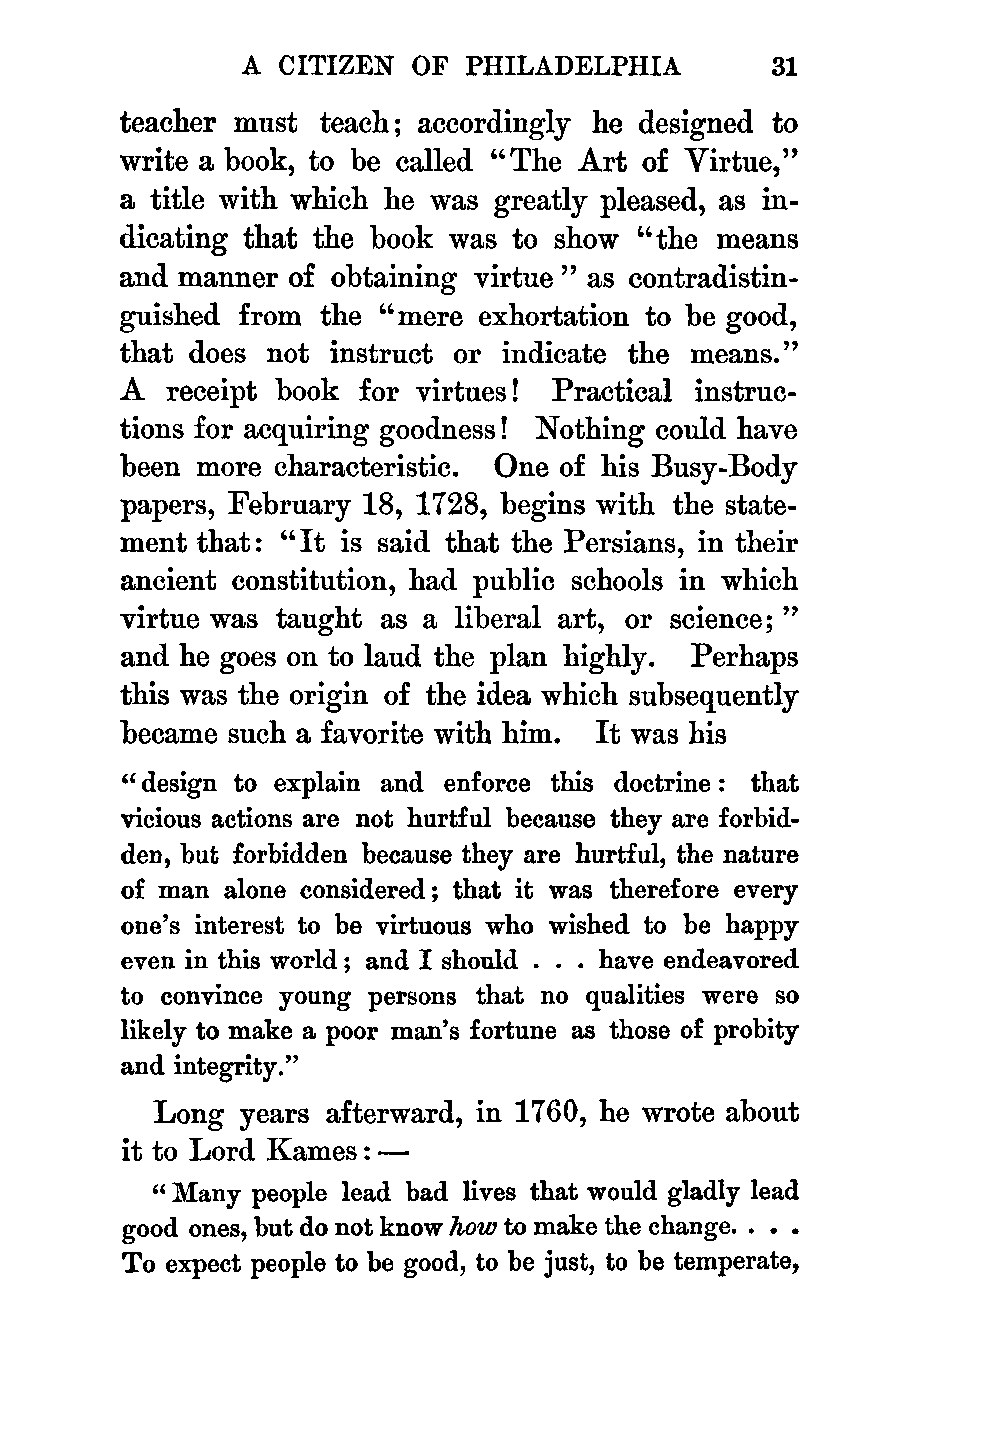 A CITIZEN OF PHILADELPHIA 31
teacher must teach; accordingly he designed to
write a book, to be called “The Art of Virtue,”
a title with which he was greatly pleased, as in-
dicating that the book was to show “the means
and manner of obtaining virtue” as contradistin-
guished from the “mere exhortation to be good,
that does not instruct or indicate the means.”
A receipt book for virtues! Practical instruc-
tions for acquiring goodness! Nothing could have
been more characteristic. One of his Busy-Body
papers, February 18, 1728, begins with the state-
ment that: “It is said that the Persians, in their
ancient constitution, had public schools in which
virtue was taught as a liberal art, or science;”
and he goes on to laud the plan highly. Perhaps
this was the origin of the idea which subsequently
became such a favorite with him. It was his
“design to explain and enforce this doctrine: that
vicious actions are not hurtful because they are forbid-
den, but forbidden because they are hurtful, the nature
of man alone considered; that it was therefore every
one’s interest to be virtuous who wished to be happy
even in this world; and I should . . . have endeavored
to convince young persons that no qualities were so
likely to make a poor man’s fortune as those of probity
and integrity.”
Long years afterward, in 1760, he wrote about
it to Lord Kames:—
“Many people lead bad lives that would gladly lead
good ones, but do not know how to make the change. . . .
To expect people to be good, to be just, to be temperate,